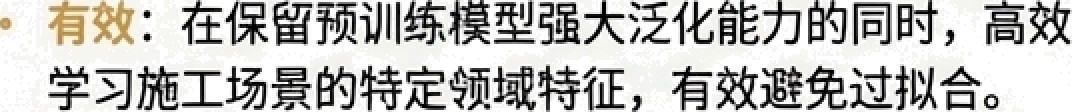 • 有效：在保留预训练模型强大泛化能力的同时，高效
学习施工场景的特定领域特征，有效避免过拟合。